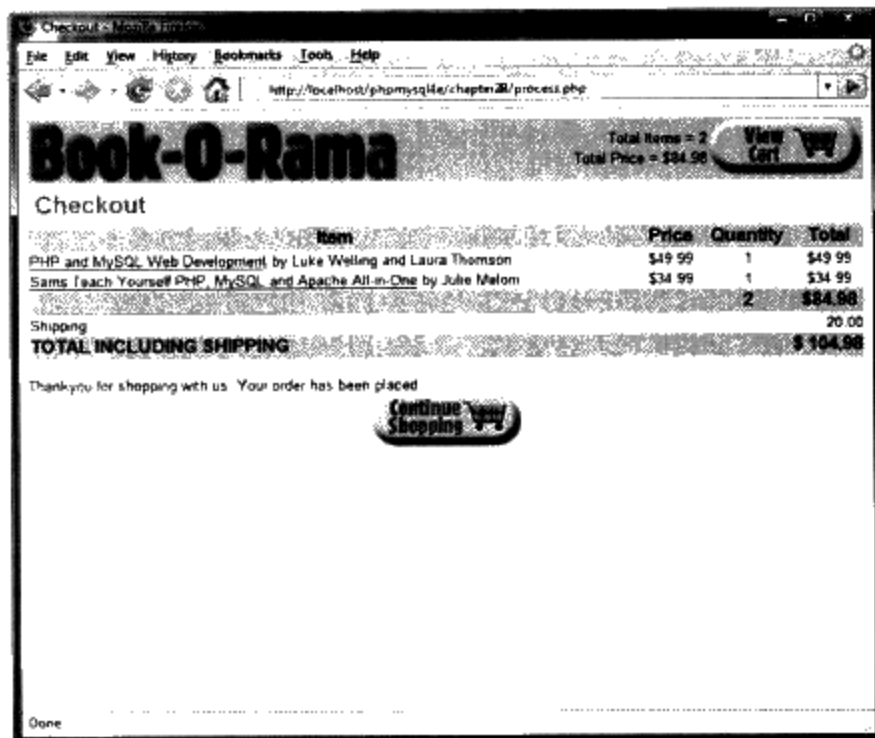 Checkout - Mozilla Firefox
File Edit View History Bookmarks Tools Help
http://localhost/phpmysql4e/chapter28/process.php
Book-O-Rama
Total Items = 2
Total Price = $84.98
View Cart
Checkout
Item Price Quantity Total
PHP and MySQL Web Development by Luke Welling and Laura Thomson $49.99 1 $49.99
Sams Teach Yourself PHP, MySQL and Apache All-in-One by Julie Meloni $34.99 1 $34.99
2 $84.98
Shipping 20.00
TOTAL INCLUDING SHIPPING $ 104.98
Thankyou for shopping with us. Your order has been placed
Continue Shopping
Done